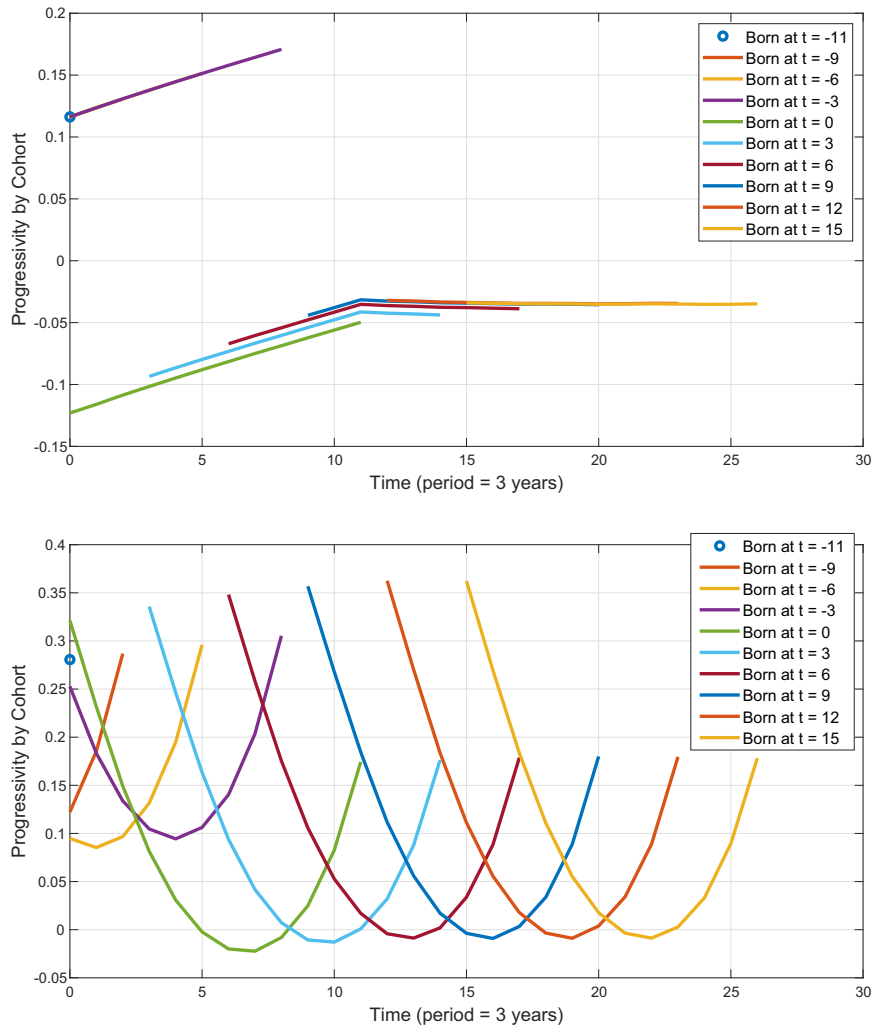 0.2
0.15
0.1
0.05
0
-0.05
-0.1
-0.15
Progressivity by Cohort
0
5
10
15
20
25
30
Time (period = 3 years)
Born at t = -11
Born at t = -9
Born at t = -6
Born at t = -3
Born at t = 0
Born at t = 3
Born at t = 6
Born at t = 9
Born at t = 12
Born at t = 15
0.4
0.35
0.3
0.25
0.2
0.15
0.1
0.05
0
-0.05
Progressivity by Cohort
0
5
10
15
20
25
30
Time (period = 3 years)
Born at t = -11
Born at t = -9
Born at t = -6
Born at t = -3
Born at t = 0
Born at t = 3
Born at t = 6
Born at t = 9
Born at t = 12
Born at t = 15